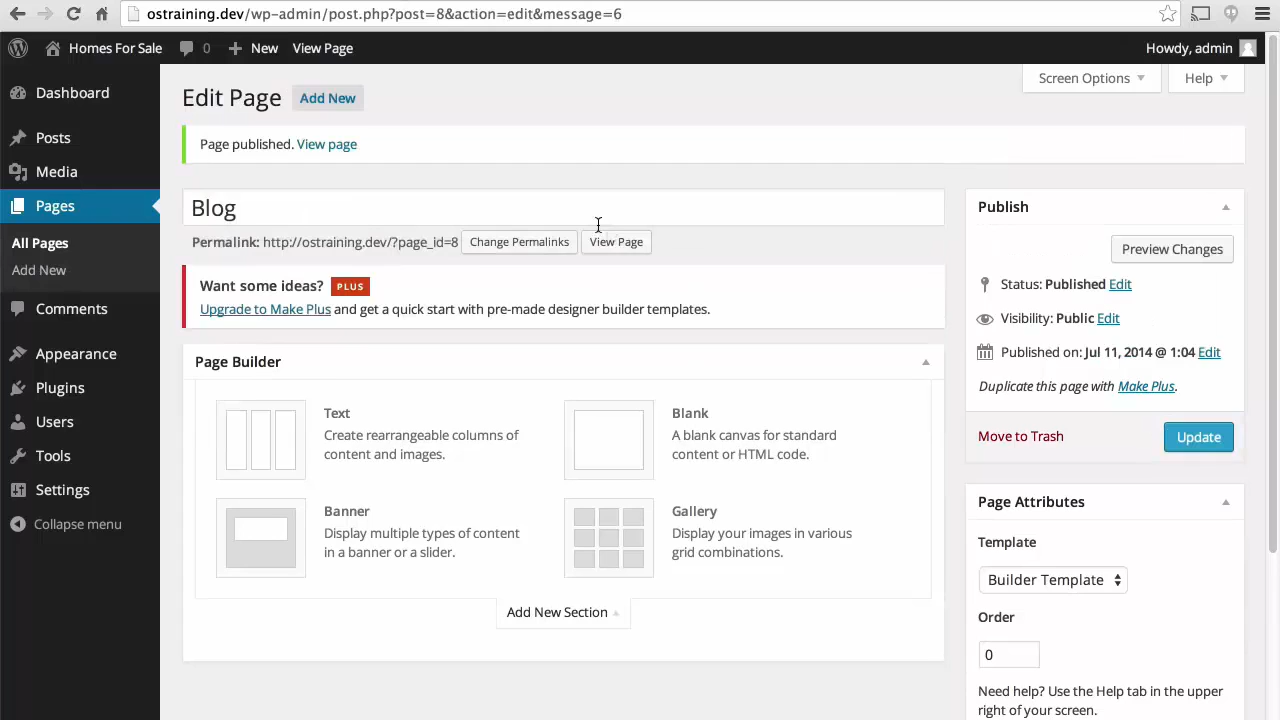 ostraining.dev/wp-admin/post.php?post=8&action=edit&message=6
Homes For Sale 0 New View Page Howdy, admin
Screen Options Help
Dashboard
Posts
Media
Pages
All Pages
Add New
Comments
Appearance
Plugins
Users
Tools
Settings
Collapse menu
Edit Page Add New
Page published. View page
Blog
Permalink: http://ostraining.dev/?page_id=8 Change Permalinks View Page
Want some ideas? PLUS
Upgrade to Make Plus and get a quick start with pre-made designer builder templates.
Page Builder
Text
Create rearrangeable columns of
content and images.
Blank
A blank canvas for standard
content or HTML code.
Banner
Display multiple types of content
in a banner or a slider.
Gallery
Display your images in various
grid combinations.
Add New Section
Publish
Preview Changes
Status: Published Edit
Visibility: Public Edit
Published on: Jul 11, 2014 @ 1:04 Edit
Duplicate this page with Make Plus.
Move to Trash Update
Page Attributes
Template
Builder Template
Order
0
Need help? Use the Help tab in the upper
right of your screen.